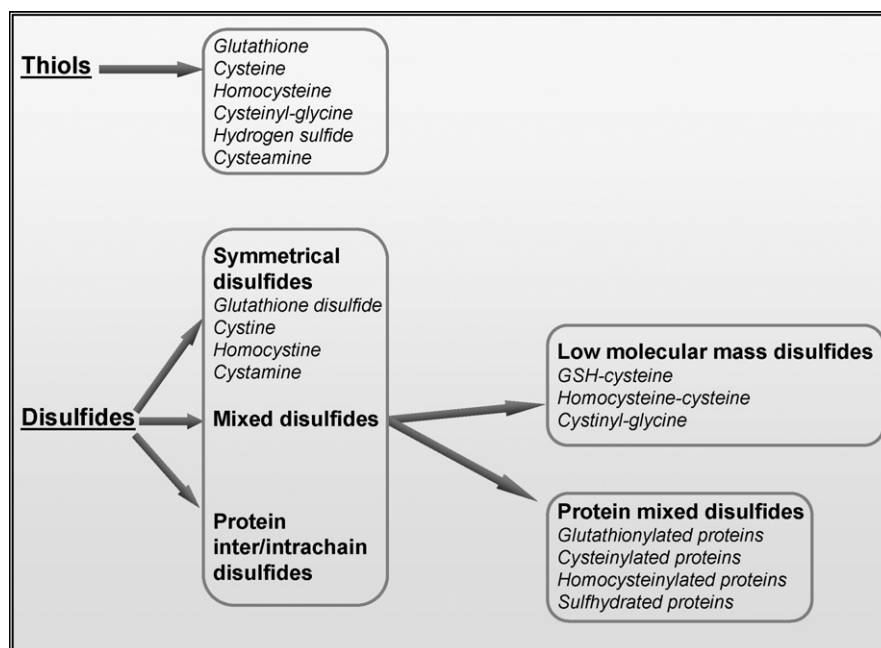 Thiols
Glutathione
Cysteine
Homocysteine
Cysteinyl-glycine
Hydrogen sulfide
Cysteamine
Disulfides
Symmetrical
disulfides
Glutathione disulfide
Cystine
Homocystine
Cystamine
Mixed disulfides
Protein
inter/intrachain
disulfides
Low molecular mass disulfides
GSH-cysteine
Homocysteine-cysteine
Cystinyl-glycine
Protein mixed disulfides
Glutathionylated proteins
Cysteinylated proteins
Homocysteinylated proteins
Sulfhydrated proteins